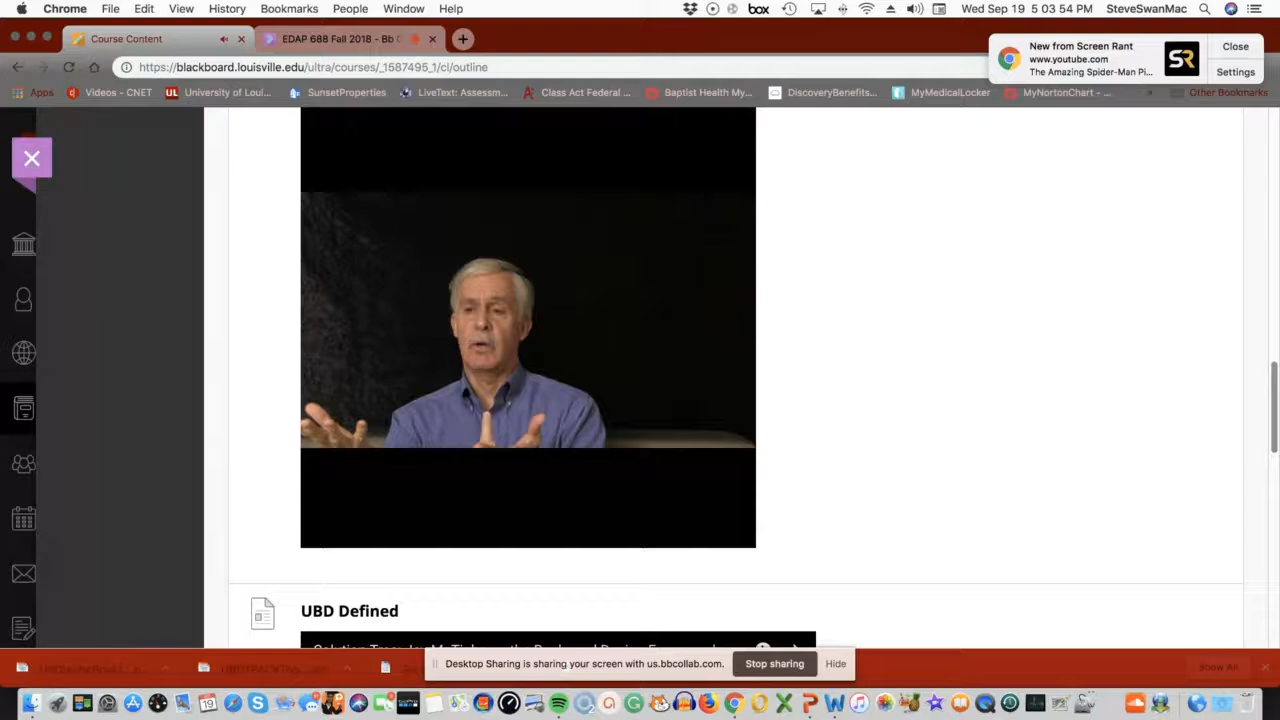 Chrome File Edit View History Bookmarks People Window Help box Wed Sep 19 5:03:54 PM SteveSwanMac
Course Content EDAP 688 Fall 2018 - Bb
New from Screen Rant
www.youtube.com
The Amazing Spider-Man Pi...
Close
Settings
SR
https://blackboard.louisville.edu/ultra/courses/_1587495_1/cl/outline
Apps Videos - CNET University of Loui... SunsetProperties LiveText: Assessm... Class Act Federal ... Baptist Health My... DiscoveryBenefits... MyMedicalLocker MyNortonChart - ... » Other Bookmarks
UBD Defined
Desktop Sharing is sharing your screen with us.bbcollab.com. Stop sharing Hide
Show All